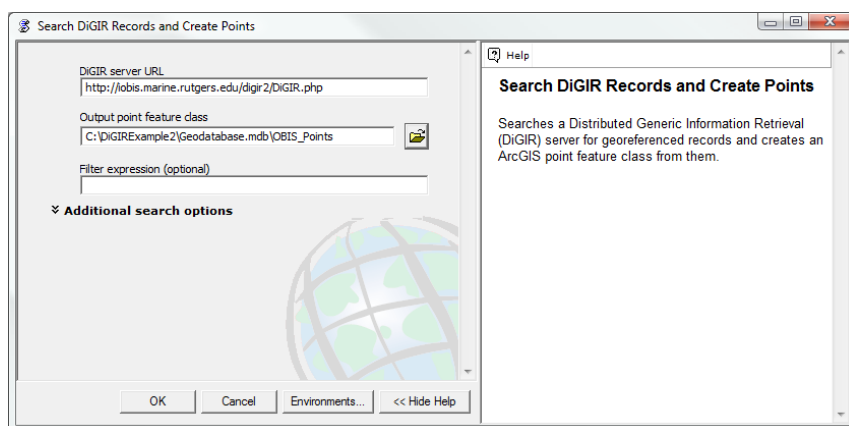 Search DiGIR Records and Create Points
DiGIR server URL
http://iobis.marine.rutgers.edu/digir2/DiGIR.php
Output point feature class
C:\DiGIRExample2\Geodatabase.mdb\OBIS_Points
Filter expression (optional)
Additional search options
OK
Cancel
Environments...
<< Hide Help
Help
Search DiGIR Records and Create Points
Searches a Distributed Generic Information Retrieval
(DiGIR) server for georeferenced records and creates an
ArcGIS point feature class from them.